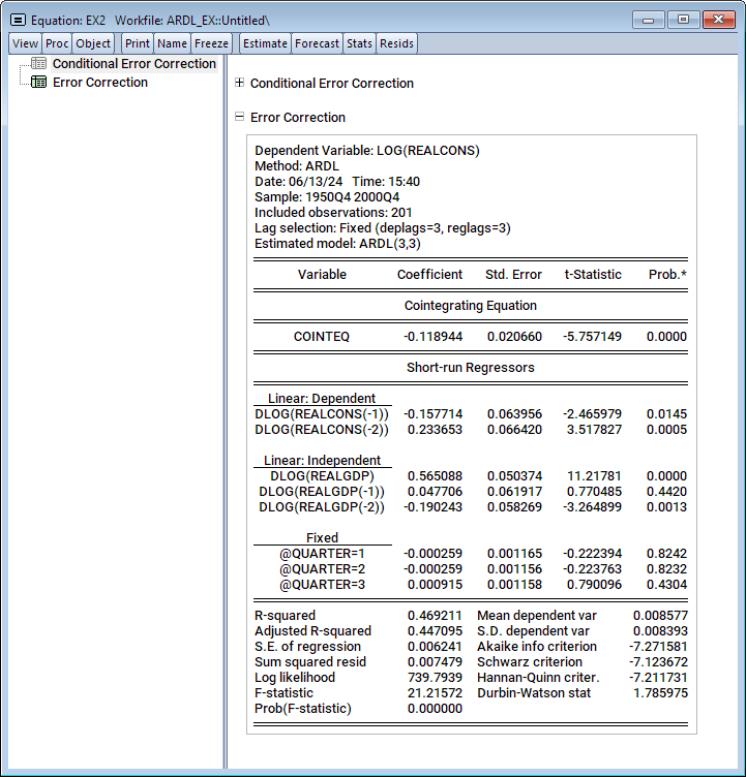 Equation: EX2   Workfile: ARDL_EX::Untitled\
View Proc Object Print Name Freeze Estimate Forecast Stats Resids
Conditional Error Correction
Error Correction
Conditional Error Correction
Error Correction
Dependent Variable: LOG(REALCONS)
Method: ARDL
Date: 06/13/24   Time: 15:40
Sample: 1950Q4 2000Q4
Included observations: 201
Lag selection: Fixed (deplags=3, reglags=3)
Estimated model: ARDL(3,3)
Variable Coefficient Std. Error t-Statistic Prob.*
Cointegrating Equation
COINTEQ -0.118944 0.020660 -5.757149 0.0000
Short-run Regressors
Linear: Dependent
DLOG(REALCONS(-1)) -0.157714 0.063956 -2.465979 0.0145
DLOG(REALCONS(-2)) 0.233653 0.066420 3.517827 0.0005
Linear: Independent
DLOG(REALGDP) 0.565088 0.050374 11.21781 0.0000
DLOG(REALGDP(-1)) 0.047706 0.061917 0.770485 0.4420
DLOG(REALGDP(-2)) -0.190243 0.058269 -3.264899 0.0013
Fixed
@QUARTER=1 -0.000259 0.001165 -0.222394 0.8242
@QUARTER=2 -0.000259 0.001156 -0.223763 0.8232
@QUARTER=3 0.000915 0.001158 0.790096 0.4304
R-squared 0.469211 Mean dependent var 0.008577
Adjusted R-squared 0.447095 S.D. dependent var 0.008393
S.E. of regression 0.006241 Akaike info criterion -7.271581
Sum squared resid 0.007479 Schwarz criterion -7.123672
Log likelihood 739.7939 Hannan-Quinn criter. -7.211731
F-statistic 21.21572 Durbin-Watson stat 1.785975
Prob(F-statistic) 0.000000